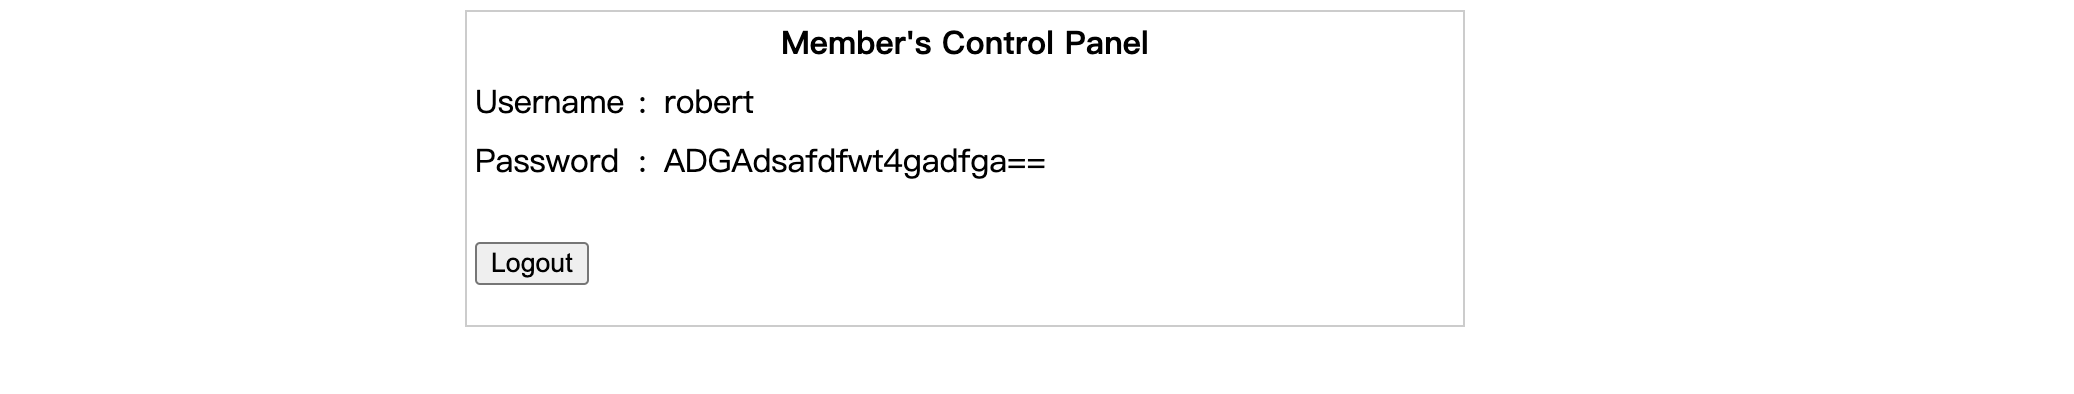 Member's Control Panel
Username : robert
Password : ADGAdsafdfwt4gadfga==
Logout